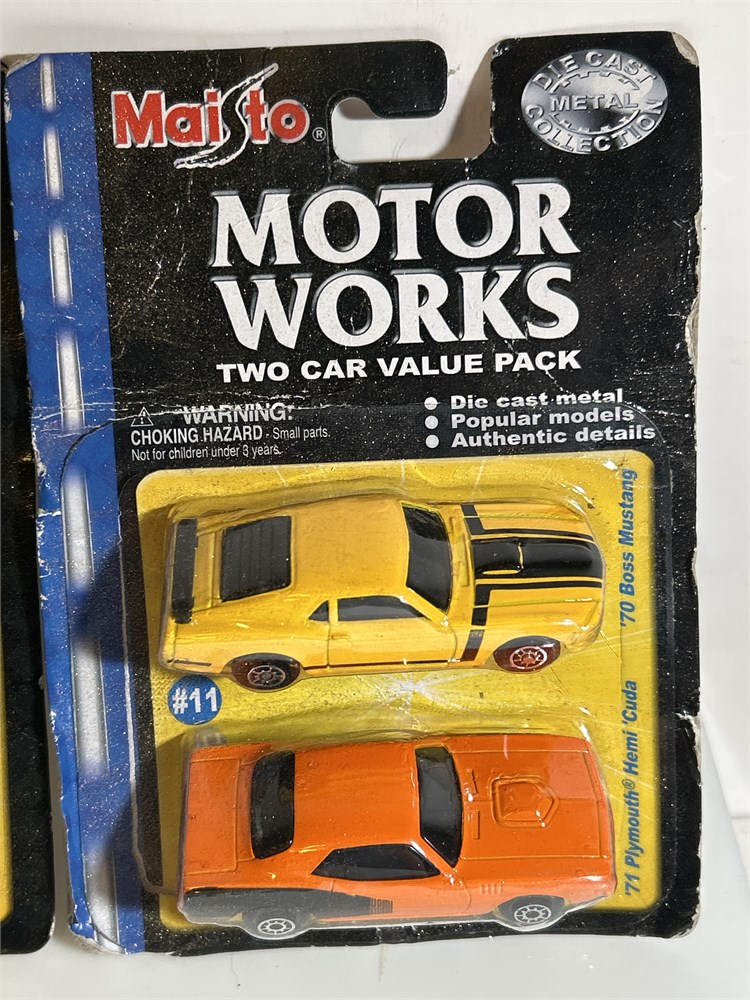 Maisto®
DIE CAST
METAL
COLLECTION
MOTOR
WORKS
TWO CAR VALUE PACK
WARNING:
CHOKING HAZARD - Small parts.
Not for children under 3 years.
● Die cast metal
● Popular models
● Authentic details
'70 Boss Mustang
#11
'71 Plymouth® Hemi 'Cuda